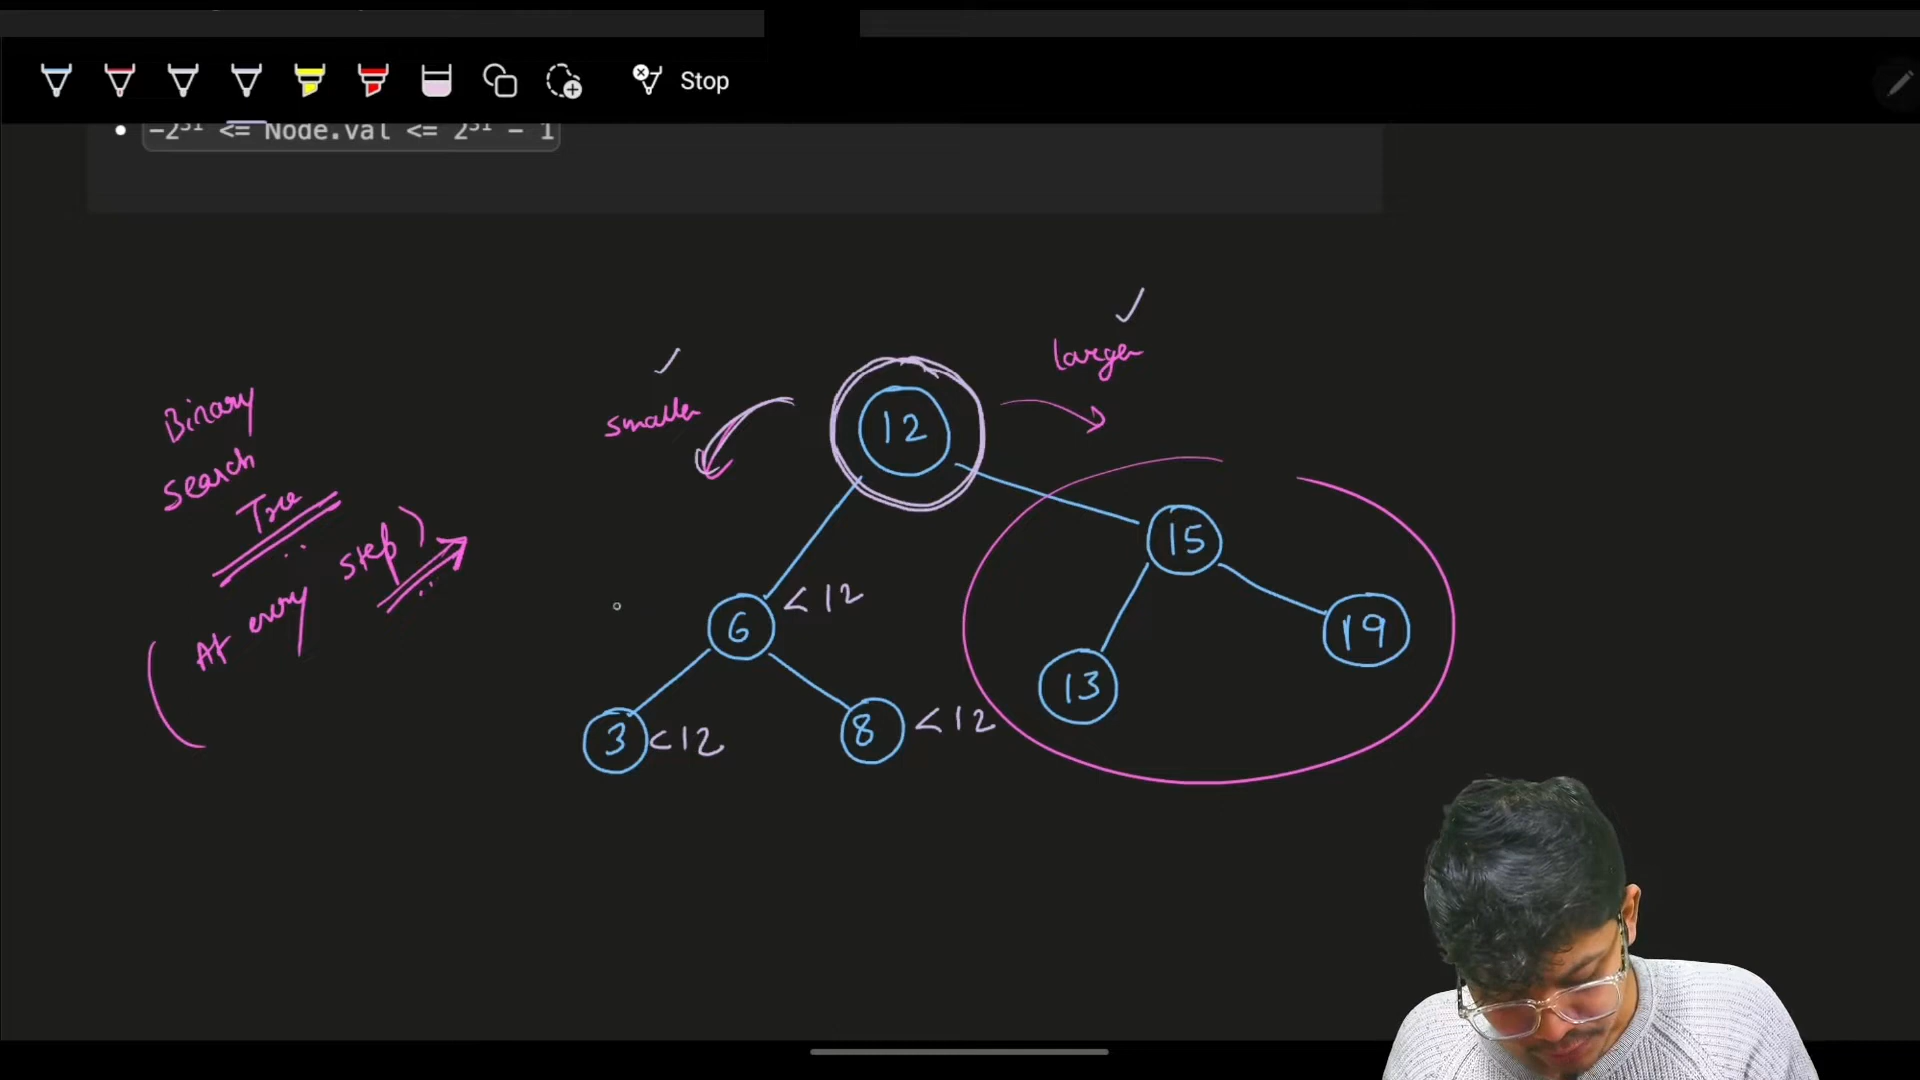 Stop
-2³¹ <= Node.val <= 2³¹ - 1
larger
smaller
12
Binary
search
Tree
At every step
15
6 < 12
19
13
3 < 12
8 < 12